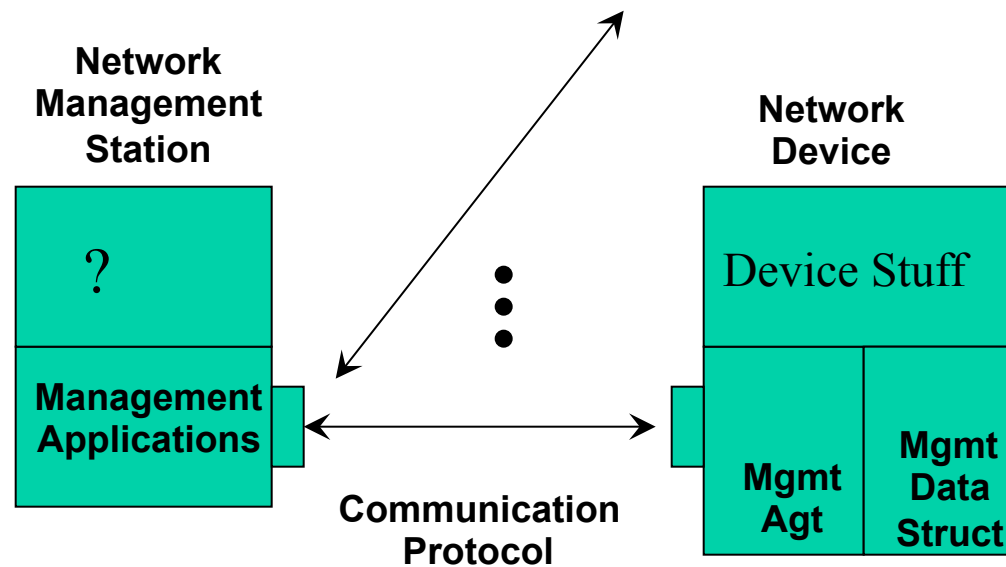 Network
Management
Station
Network
Device
?
Device Stuff
Management
Applications
Mgmt
Agt
Mgmt
Data
Struct
Communication
Protocol